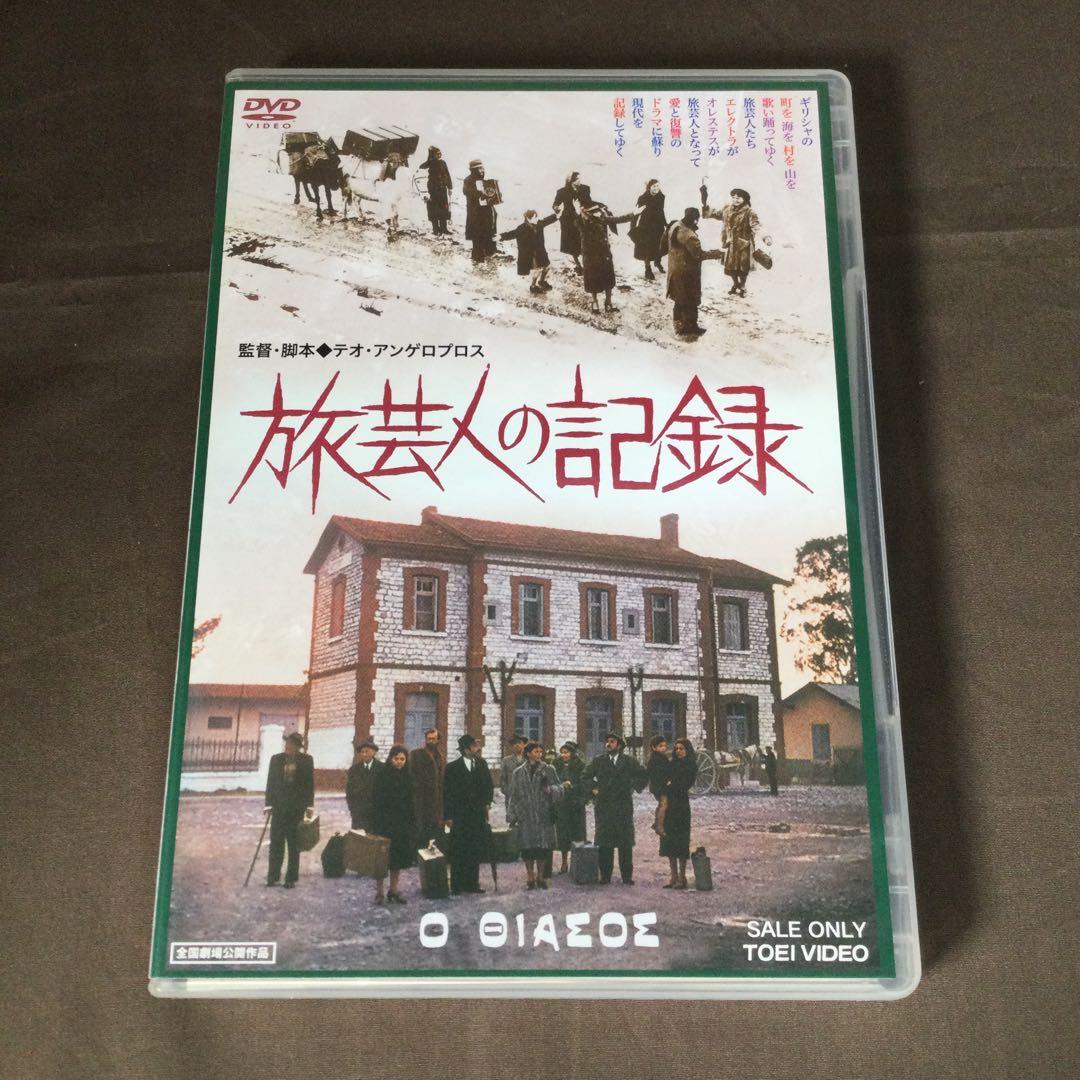 DVD
VIDEO
ギリシャの
町を 海を 村を 山を
歌い踊ってゆく
旅芸人たち
エレクトラが
オレステスが
旅芸人となって
愛と復讐の
ドラマに蘇り
現代を
記録してゆく
監督・脚本◆テオ・アンゲロプロス
旅芸人の記録
Ο ΘΙΑΣΟΣ
全国劇場公開作品
SALE ONLY
TOEI VIDEO